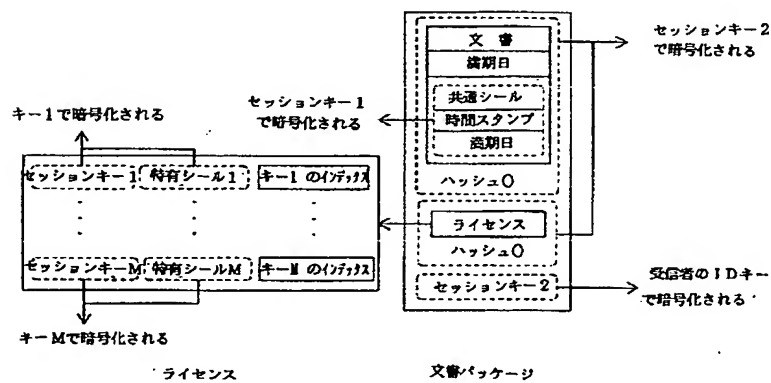 文書
満期日
共通シール
時間スタンプ
満期日
ハッシュ()
ライセンス
ハッシュ()
セッションキー2
セッションキー2
で暗号化される
セッションキー1
で暗号化される
キー1で暗号化される
セッションキー1 特有シール1 キー1 のインデックス
セッションキーM 特有シールM キーM のインデックス
キーMで暗号化される
受信者のIDキー
で暗号化される
ライセンス
文書パッケージ